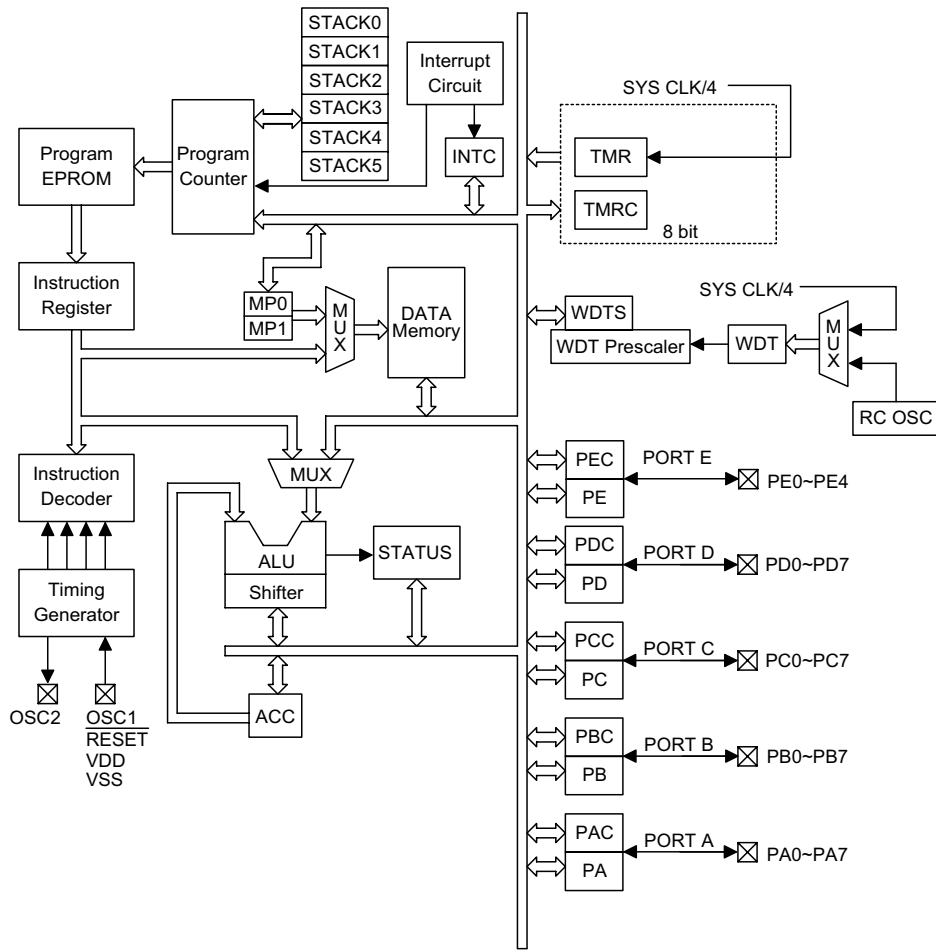 STACK0
STACK1
STACK2
STACK3
STACK4
STACK5
Interrupt
Circuit
INTC
Program
EPROM
Program
Counter
SYS CLK/4
TMR
TMRC
8 bit
Instruction
Register
MP0
MP1
MUX
DATA
Memory
WDTS
WDT Prescaler
WDT
MUX
SYS CLK/4
RC OSC
Instruction
Decoder
MUX
ALU
Shifter
STATUS
Timing
Generator
OSC2
OSC1
RESET
VDD
VSS
ACC
PEC
PE
PORT E
PE0~PE4
PDC
PD
PORT D
PD0~PD7
PCC
PC
PORT C
PC0~PC7
PBC
PB
PORT B
PB0~PB7
PAC
PA
PORT A
PA0~PA7